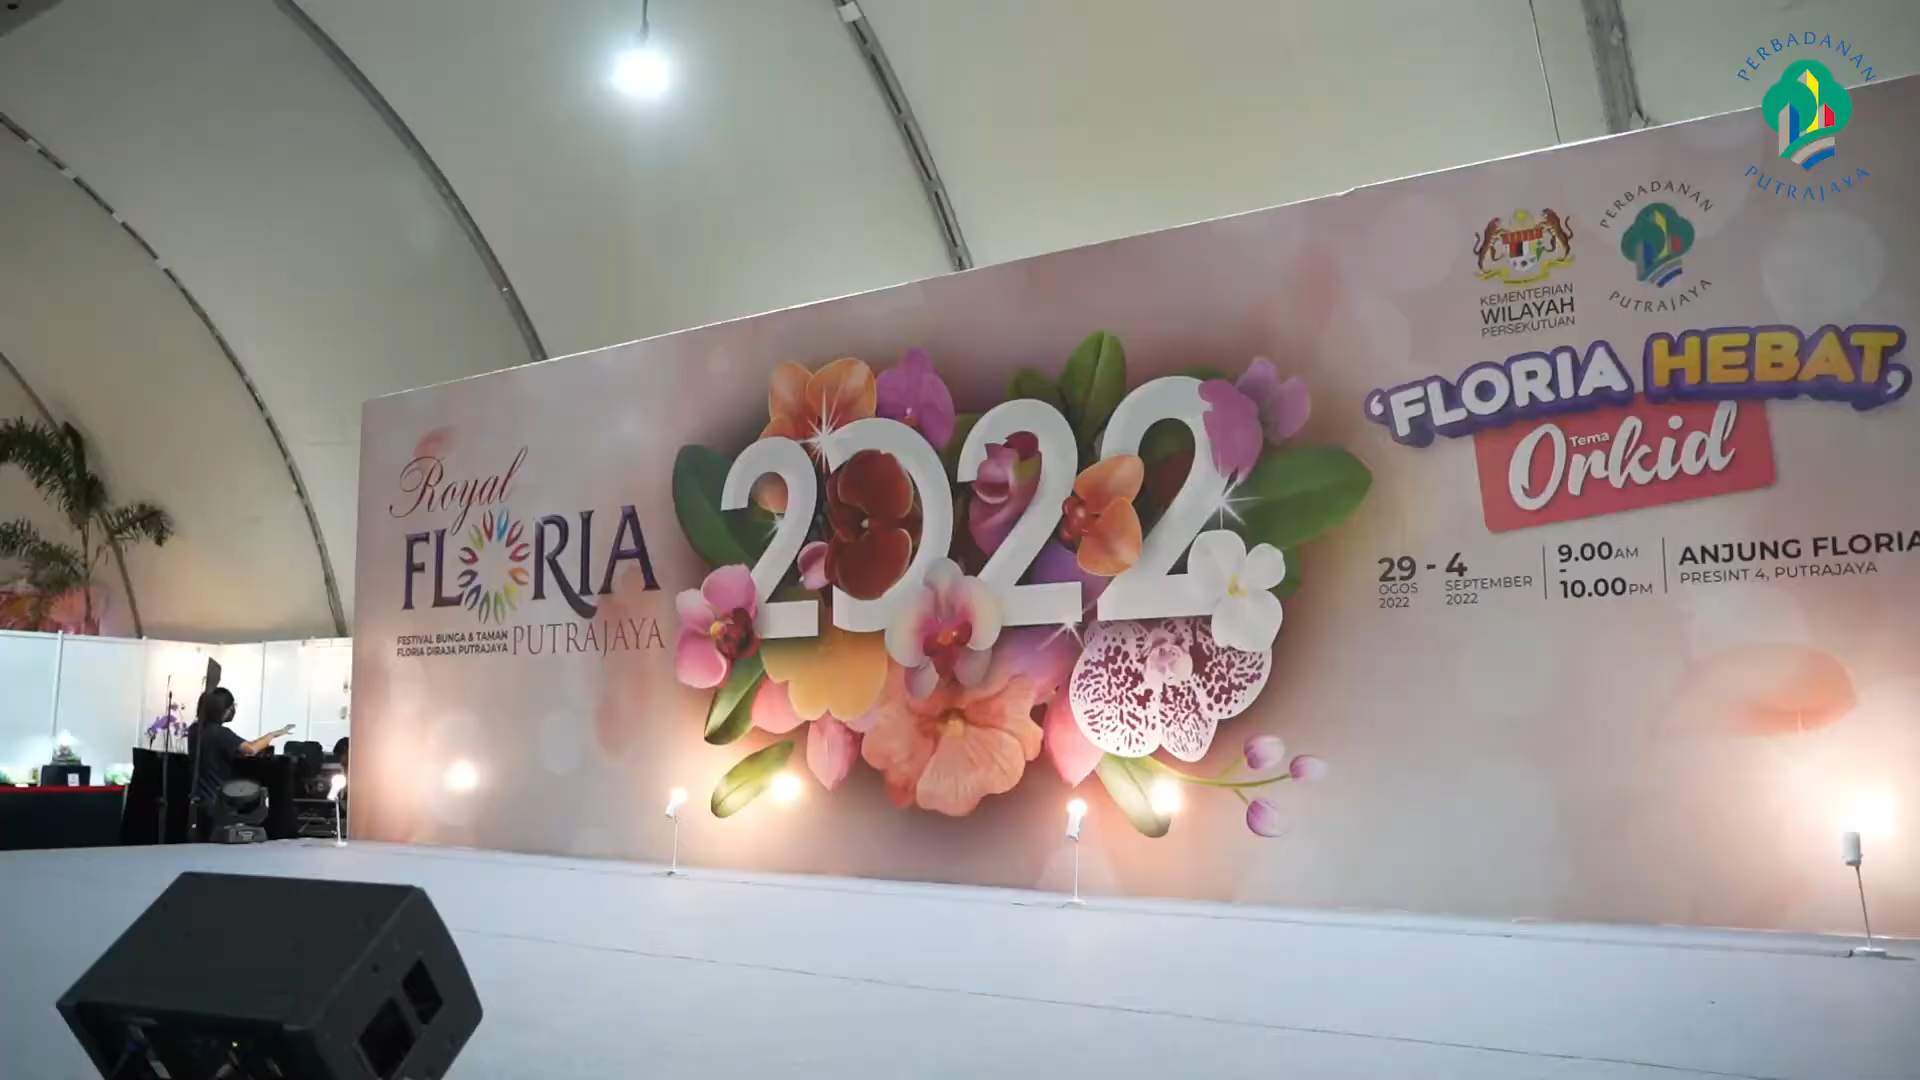 PERBADANAN
PUTRAJAYA
Royal
FLORIA
FESTIVAL BUNGA & TAMAN
FLORIA DIRAJA PUTRAJAYA
PUTRAJAYA
2022
KEMENTERIAN
WILAYAH
PERSEKUTUAN
PERBADANAN
PUTRAJAYA
'FLORIA HEBAT,
Tema
Orkid
29 - 4
OGOS SEPTEMBER
2022 2022
9.00AM
-
10.00PM
ANJUNG FLORIA
PRESINT 4, PUTRAJAYA